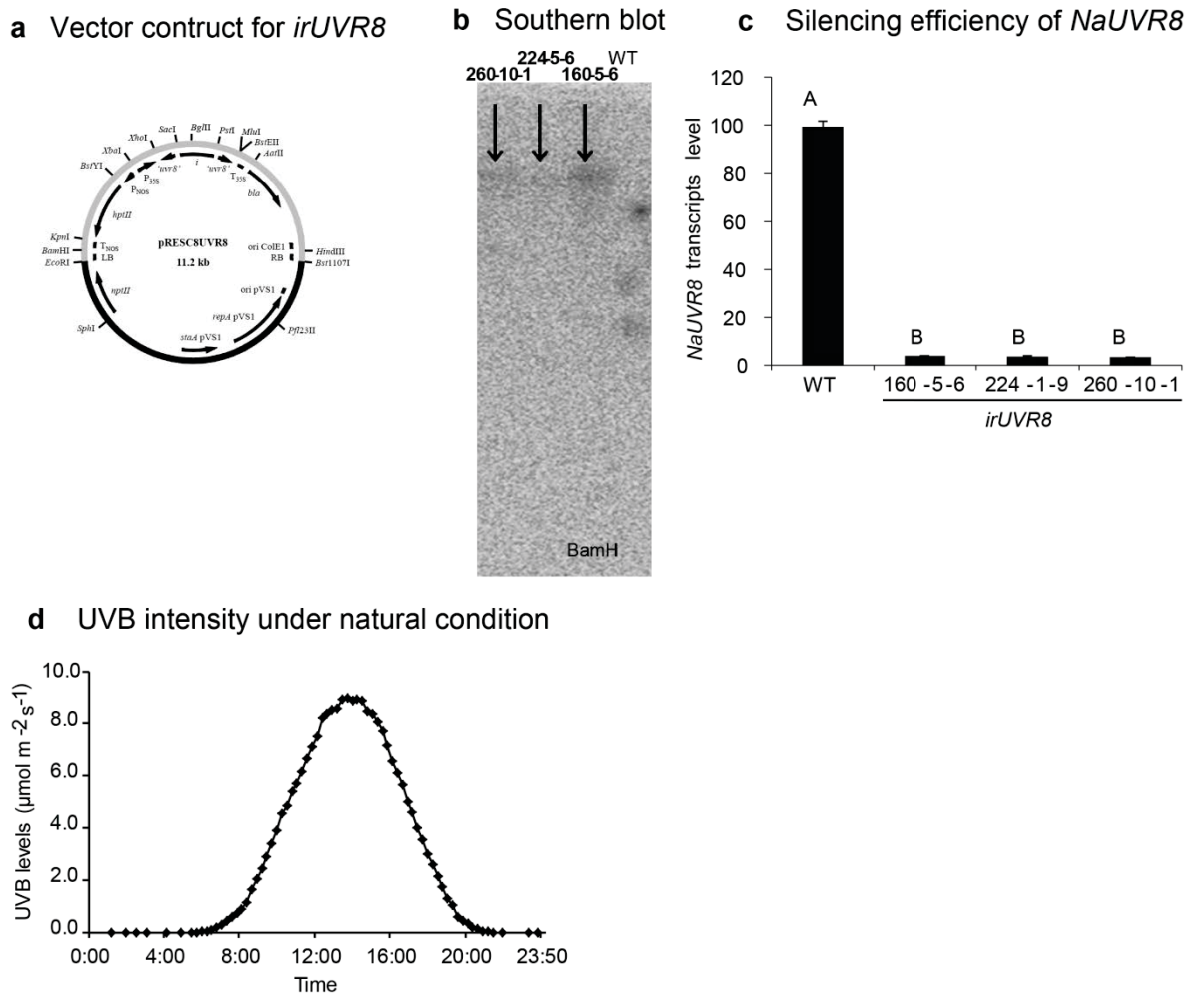 a Vector contruct for irUVR8
SacI
BglII
PstI
MluI
BstEII
AatII
XhoI
XbaI
BstYI
P35S
'uvr8'
i
'uvr8'
T35S
PNOS
bla
hptII
KpnI
BamHI
EcoRI
TNOS
LB
pRESC8UVR8
11.2 kb
ori ColE1
RB
HindIII
Bst1107I
nptII
ori pVS1
SphI
repA pVS1
staA pVS1
Pfl23II
b Southern blot
224-5-6 WT
260-10-1 160-5-6
BamH
c Silencing efficiency of NaUVR8
NaUVR8 transcripts level
120
100
80
60
40
20
0
A
B B B
WT 160 -5-6 224 -1-9 260 -10 -1
irUVR8
d UVB intensity under natural condition
UVB levels (µmol m -2 s-1)
10.0
8.0
6.0
4.0
2.0
0.0
0:00 4:00 8:00 12:00 16:00 20:00 23:50
Time